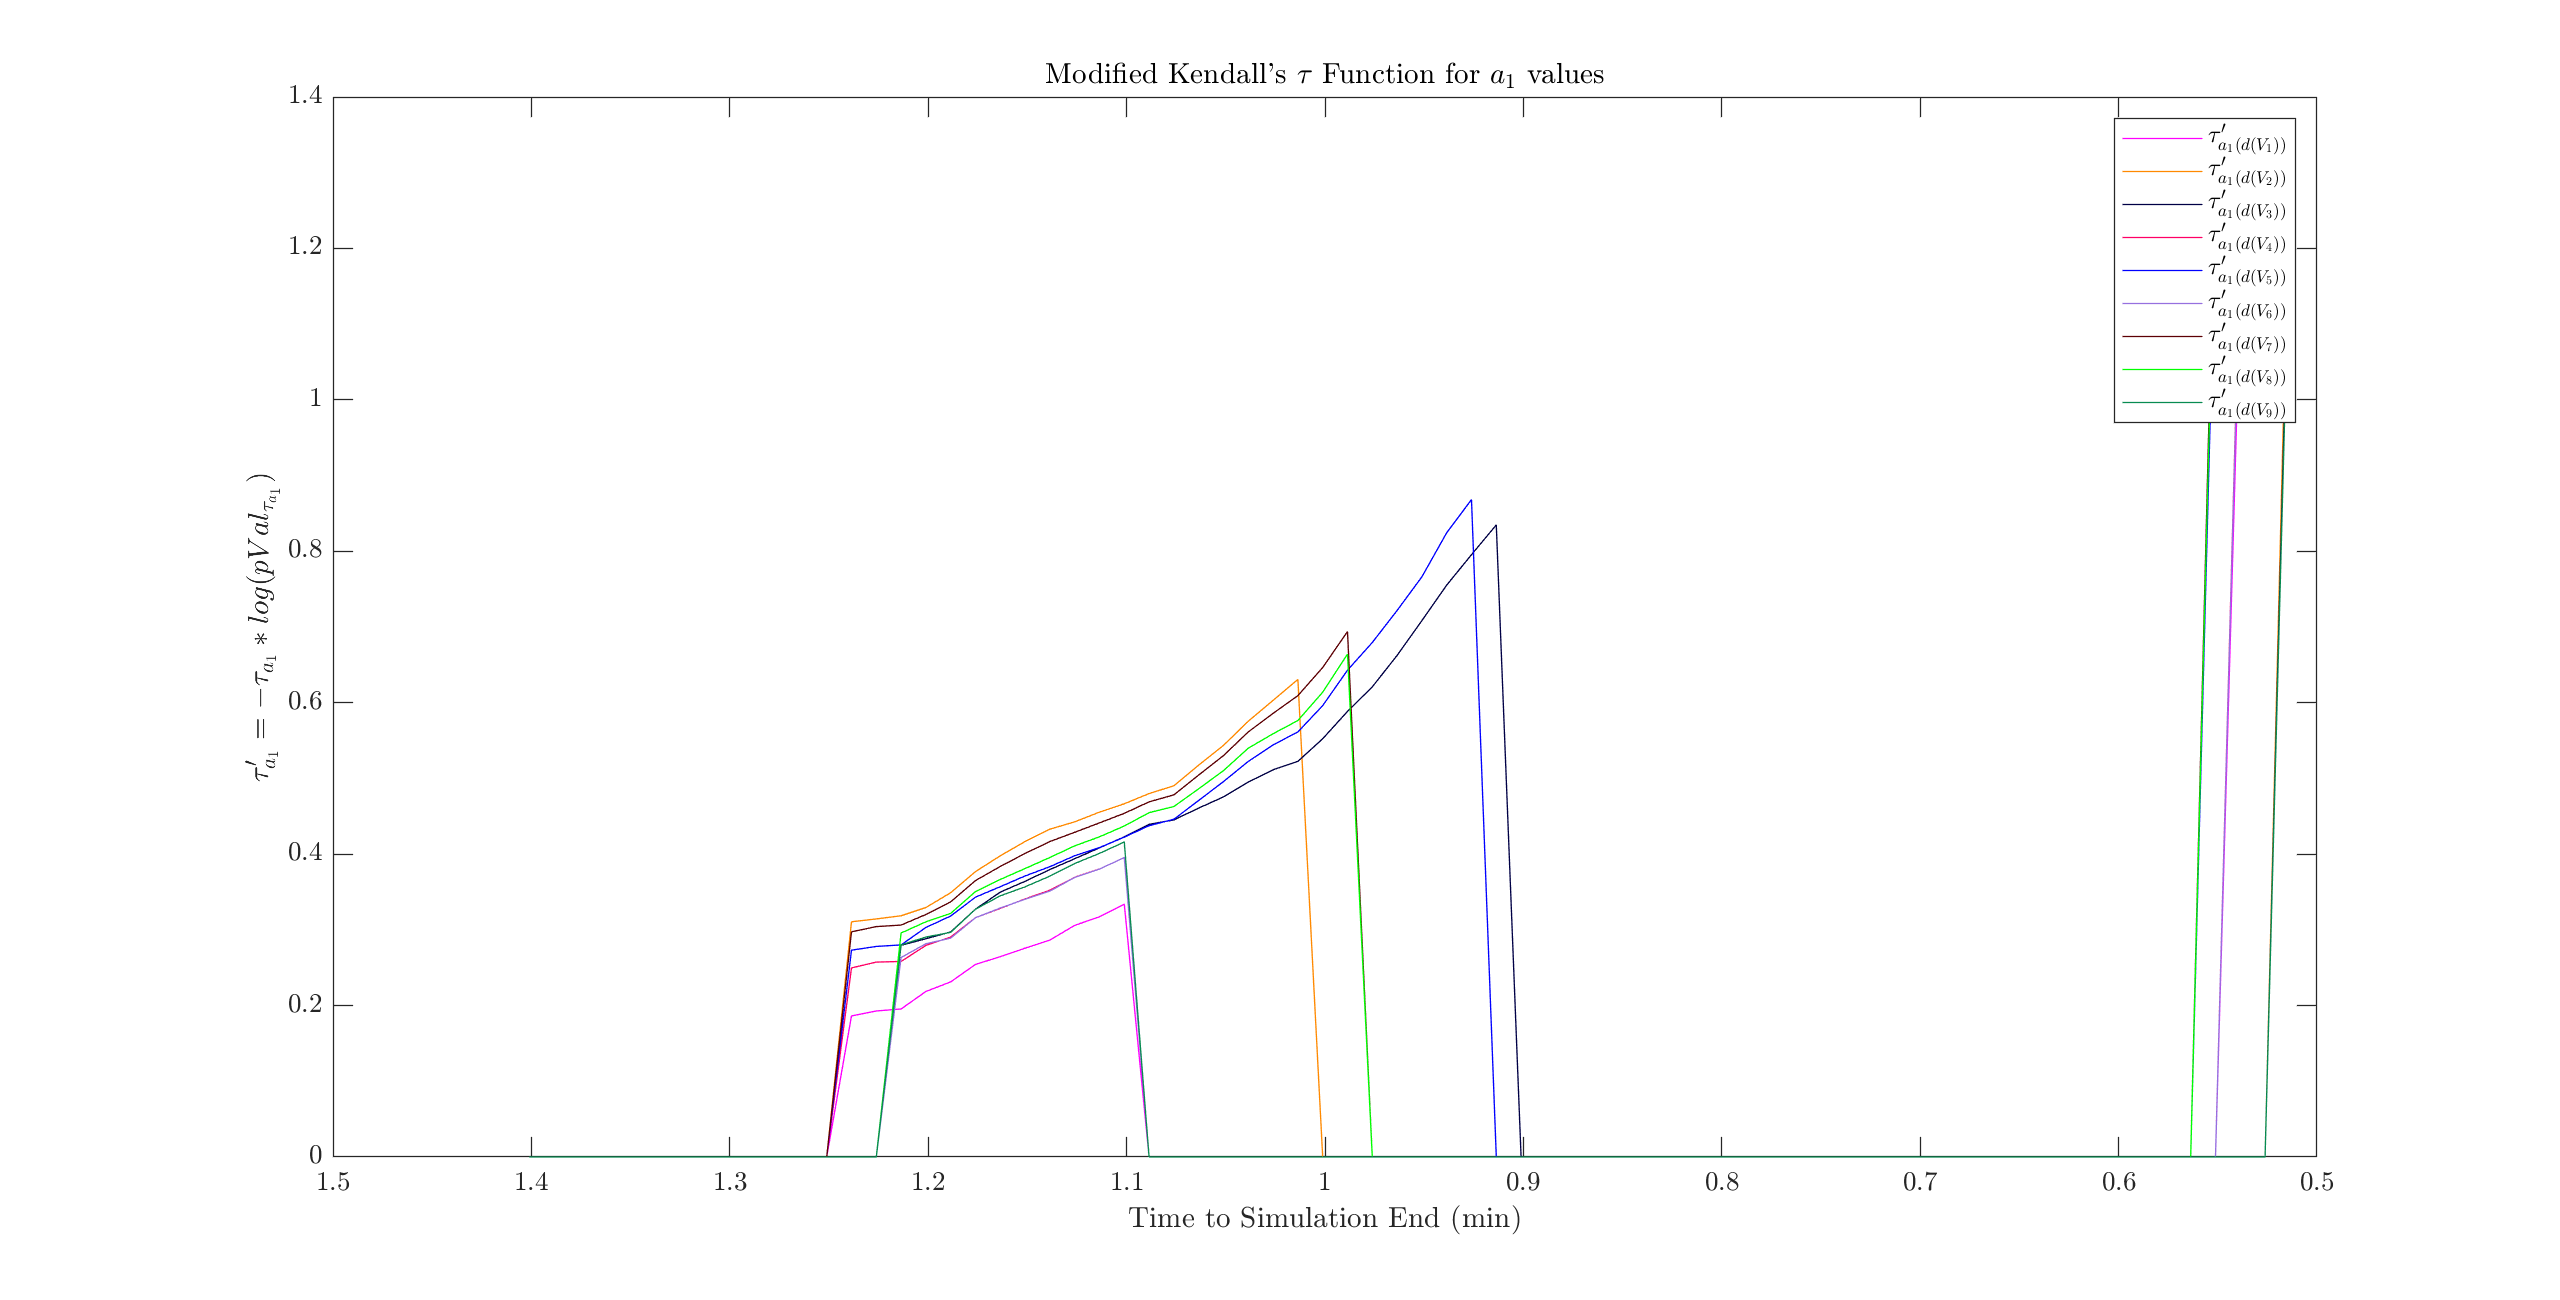 Modified Kendall's τ Function for a₁ values
1.4
1.2
1
0.8
0.6
0.4
0.2
0
τ′a₁ = −τa₁ ∗ log(pValτa₁)
τ′a₁(d(V₁))
τ′a₁(d(V₂))
τ′a₁(d(V₃))
τ′a₁(d(V₄))
τ′a₁(d(V₅))
τ′a₁(d(V₆))
τ′a₁(d(V₇))
τ′a₁(d(V₈))
τ′a₁(d(V₉))
1.5 1.4 1.3 1.2 1.1 1 0.9 0.8 0.7 0.6 0.5
Time to Simulation End (min)